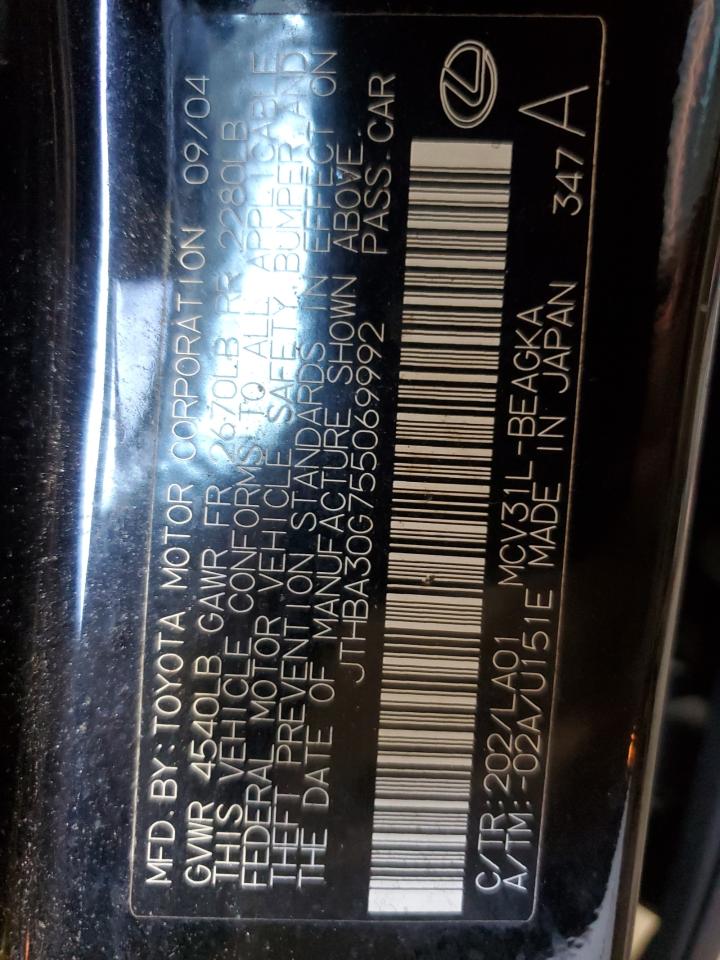 MFD. BY: TOYOTA MOTOR CORPORATION 09/04
GVWR 4540LB GAWR FR 2670LB RR 2280LB
THIS VEHICLE CONFORMS TO ALL APPLICABLE
FEDERAL MOTOR VEHICLE SAFETY, BUMPER, AND
THEFT PREVENTION STANDARDS IN EFFECT ON
THE DATE OF MANUFACTURE SHOWN ABOVE.
JTHBA30G755069992 PASS. CAR
C/TR: 202/LA01 MCV31L-BEAGKA
A/TM: -02A/U151E MADE IN JAPAN 347 A